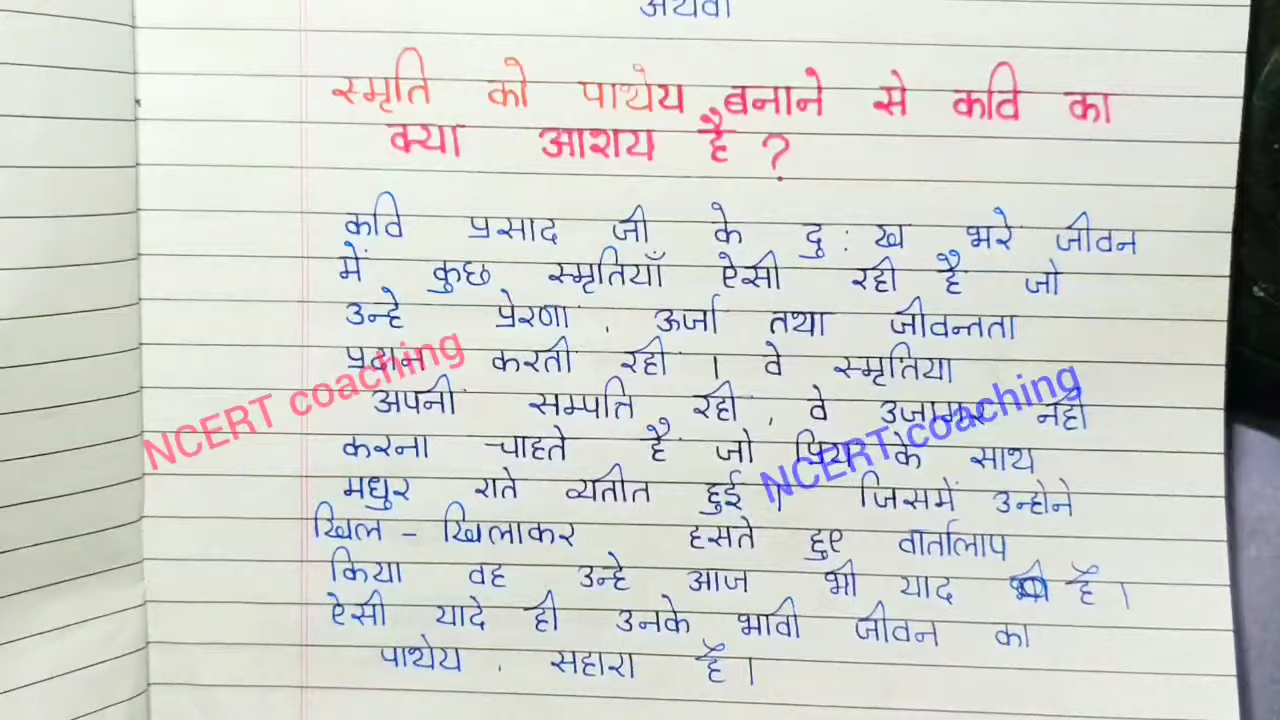 अथवा
स्मृति को पाथेय बनाने से कवि का
क्या आशय है ?
कवि प्रसाद जी के दु : ख भरे जीवन
में कुछ स्मृतियाँ ऐसी रही है जो
उन्हे प्रेरणा , ऊर्जा तथा जीवन्तता
प्रदान करती रही । वे स्मृतिया
अपनी सम्पति रही , वे उजागर नही
करना चाहते है जो प्रिय के साथ
मधुर राते व्यतीत हुई । जिसमें उन्होने
खिल - खिलाकर हसते हुए वार्तालाप
किया वह उन्हे आज भी याद है ।
ऐसी यादे ही उनके भावी जीवन का
पाथेय , सहारा है ।
NCERT coaching
NCERT coaching